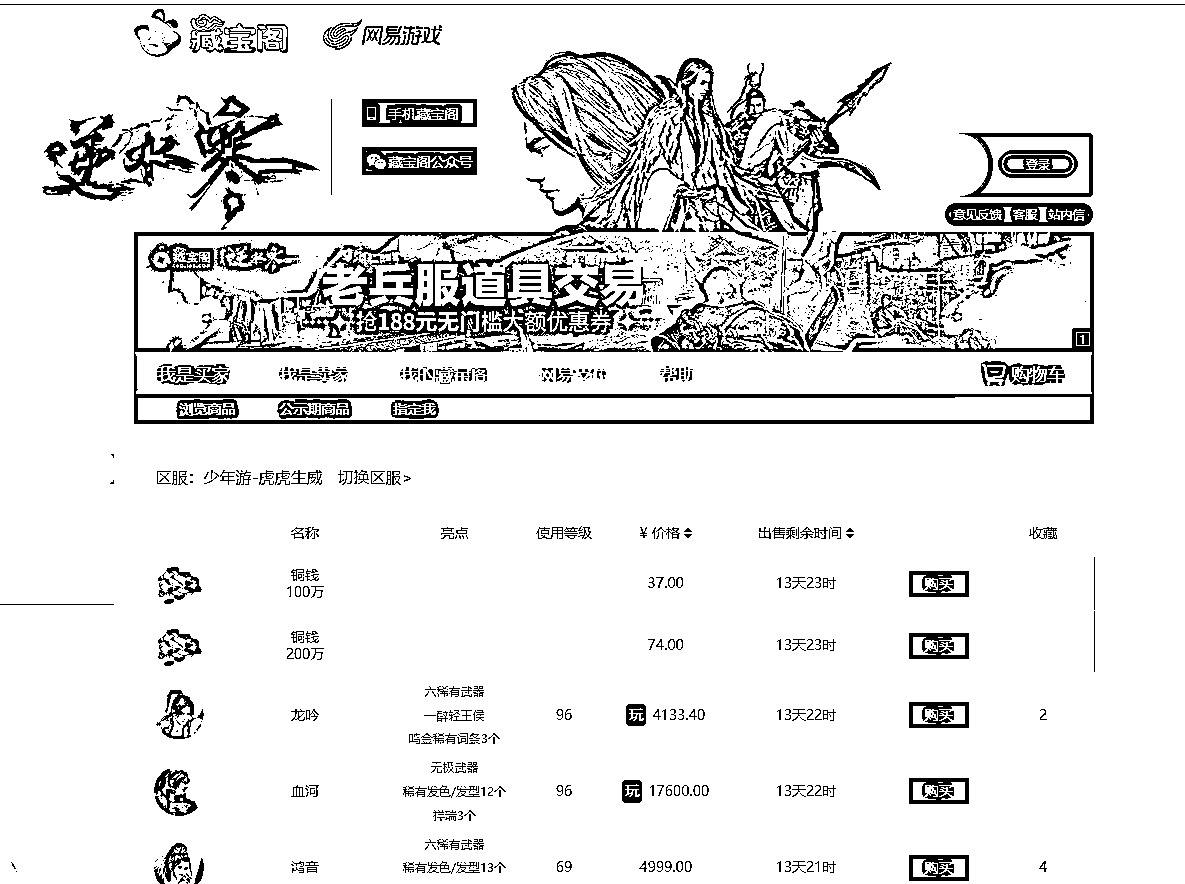 藏宝阁 网易游戏
逆水寒
手机藏宝阁
藏宝阁公众号
登录
意见反馈 客服 站内信
藏宝阁 逆水寒
老兵服道具交易
抢188元无门槛大额优惠券
1
我是买家 我是卖家 我的藏宝阁 帮助 购物车
浏览商品 公示期商品 指定我
区服：少年游-虎虎生威 切换区服>
名称 亮点 使用等级 ¥ 价格 出售剩余时间 收藏
铜钱
100万 37.00 13天23时 购买
铜钱
200万 74.00 13天23时 购买
六稀有武器
龙吟 一醉轻王侯 96 玩 4133.40 13天22时 购买 2
鸣金稀有词条3个
无极武器
血河 稀有发色/发型12个 96 玩 17600.00 13天22时 购买
祥瑞3个
六稀有武器
鸿音 稀有发色/发型13个 69 4999.00 13天21时 购买 4